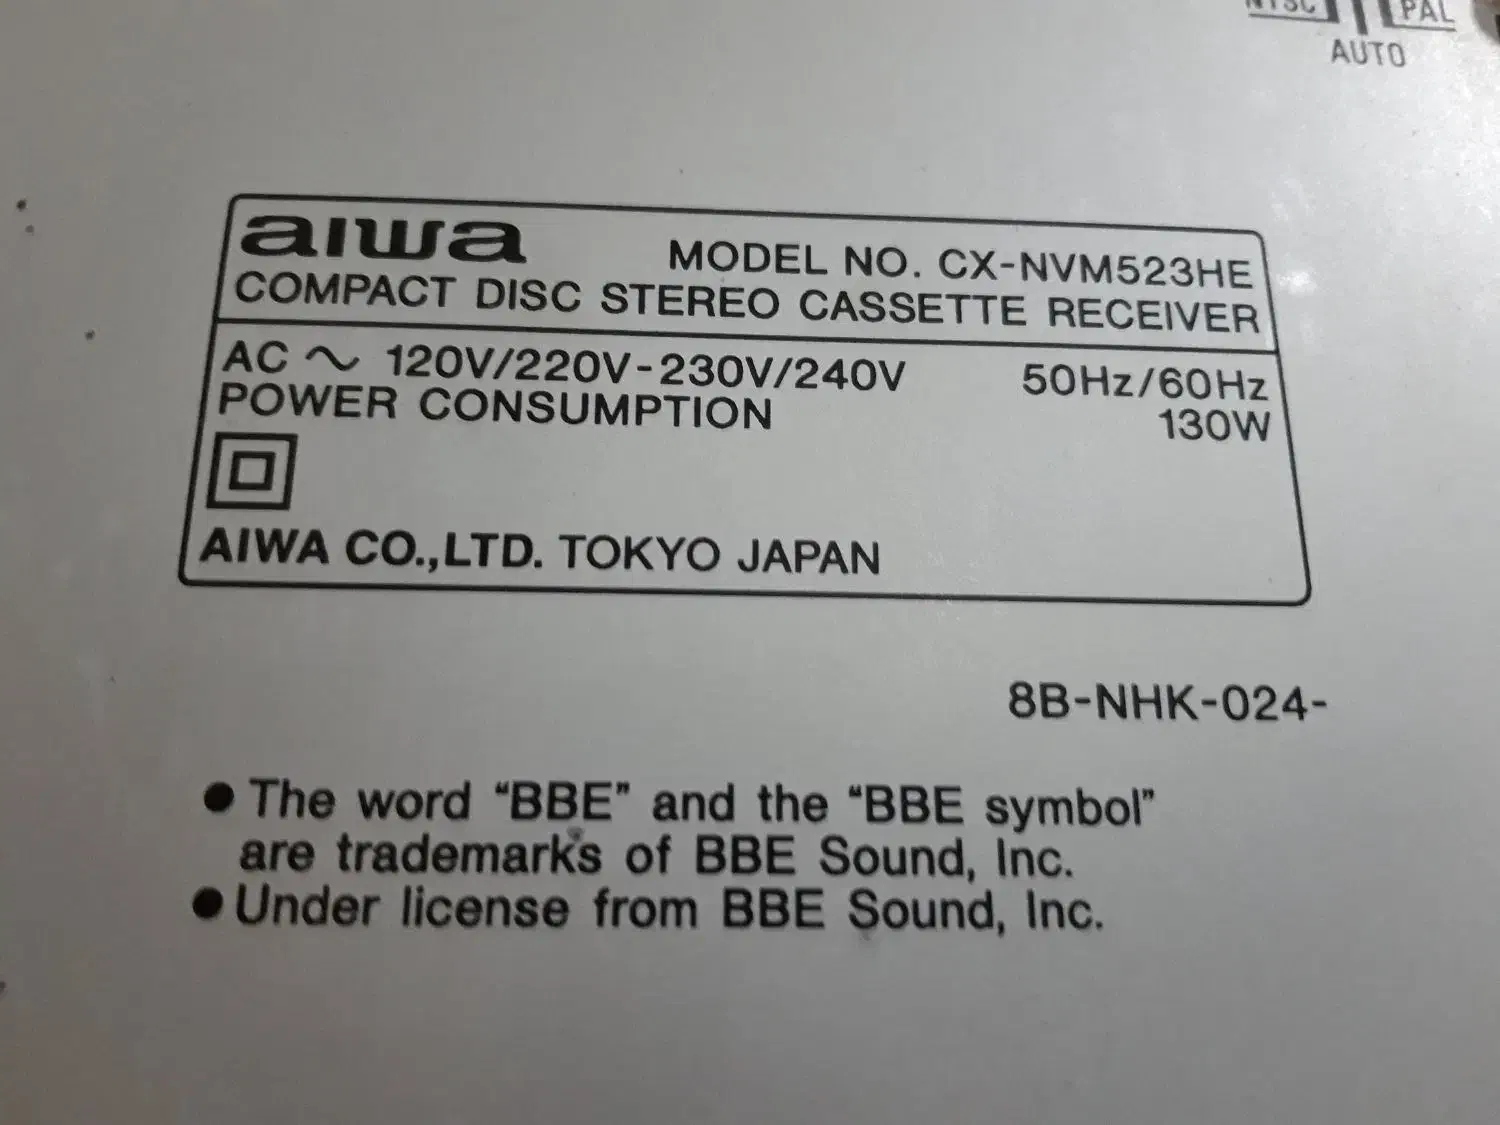 NTSC PAL
AUTO
aiwa MODEL NO. CX-NVM523HE
COMPACT DISC STEREO CASSETTE RECEIVER
AC ~ 120V/220V-230V/240V 50Hz/60Hz
POWER CONSUMPTION 130W
AIWA CO.,LTD. TOKYO JAPAN
8B-NHK-024-
● The word “BBE” and the “BBE symbol”
are trademarks of BBE Sound, Inc.
● Under license from BBE Sound, Inc.